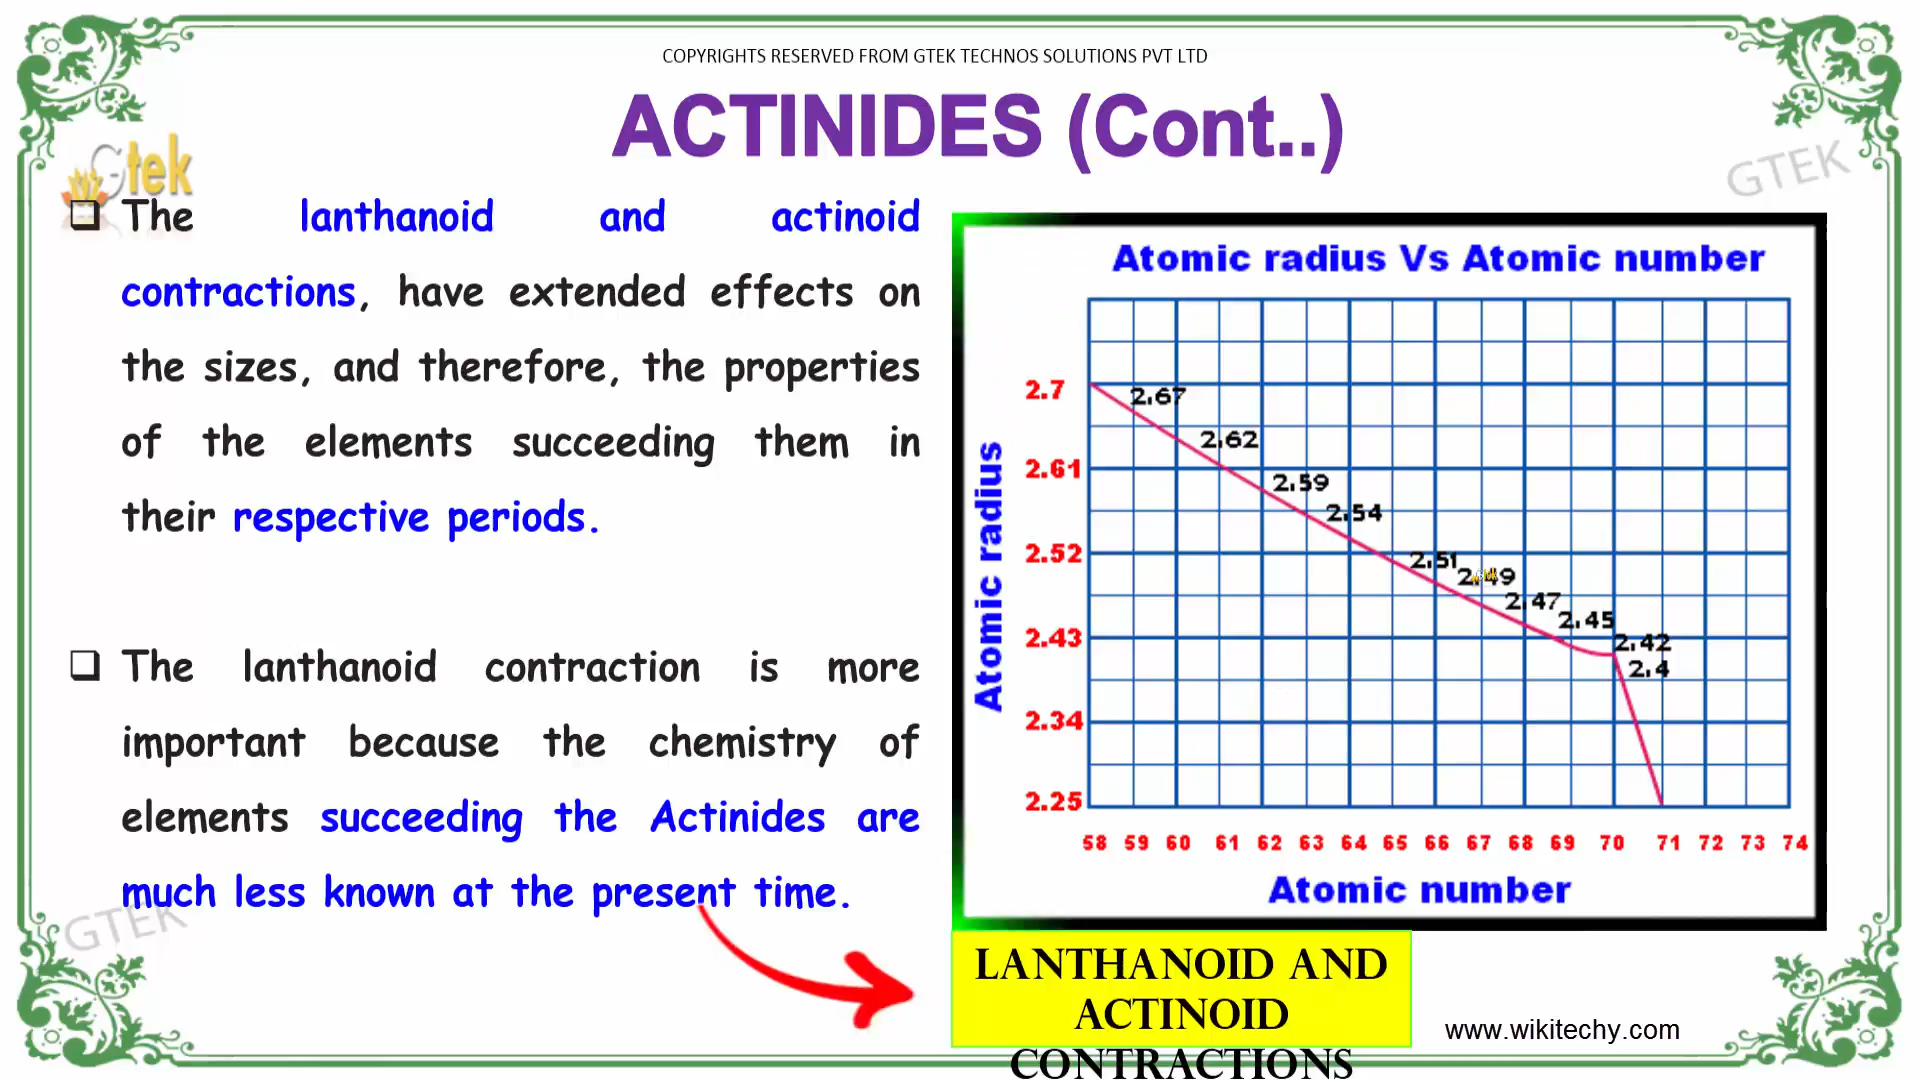 COPYRIGHTS RESERVED FROM GTEK TECHNOS SOLUTIONS PVT LTD
ACTINIDES (Cont..)
Gtek
GTEK
❑ The lanthanoid and actinoid
contractions, have extended effects on
the sizes, and therefore, the properties
of the elements succeeding them in
their respective periods.
❑ The lanthanoid contraction is more
important because the chemistry of
elements succeeding the Actinides are
much less known at the present time.
GTEK
Atomic radius Vs Atomic number
Atomic radius
2.7
2.61
2.52
2.43
2.34
2.25
2.67
2.62
2.59
2.54
2.51
2.49
2.47
2.45
2.42
2.4
58 59 60 61 62 63 64 65 66 67 68 69 70 71 72 73 74
Atomic number
LANTHANOID AND
ACTINOID
CONTRACTIONS
www.wikitechy.com